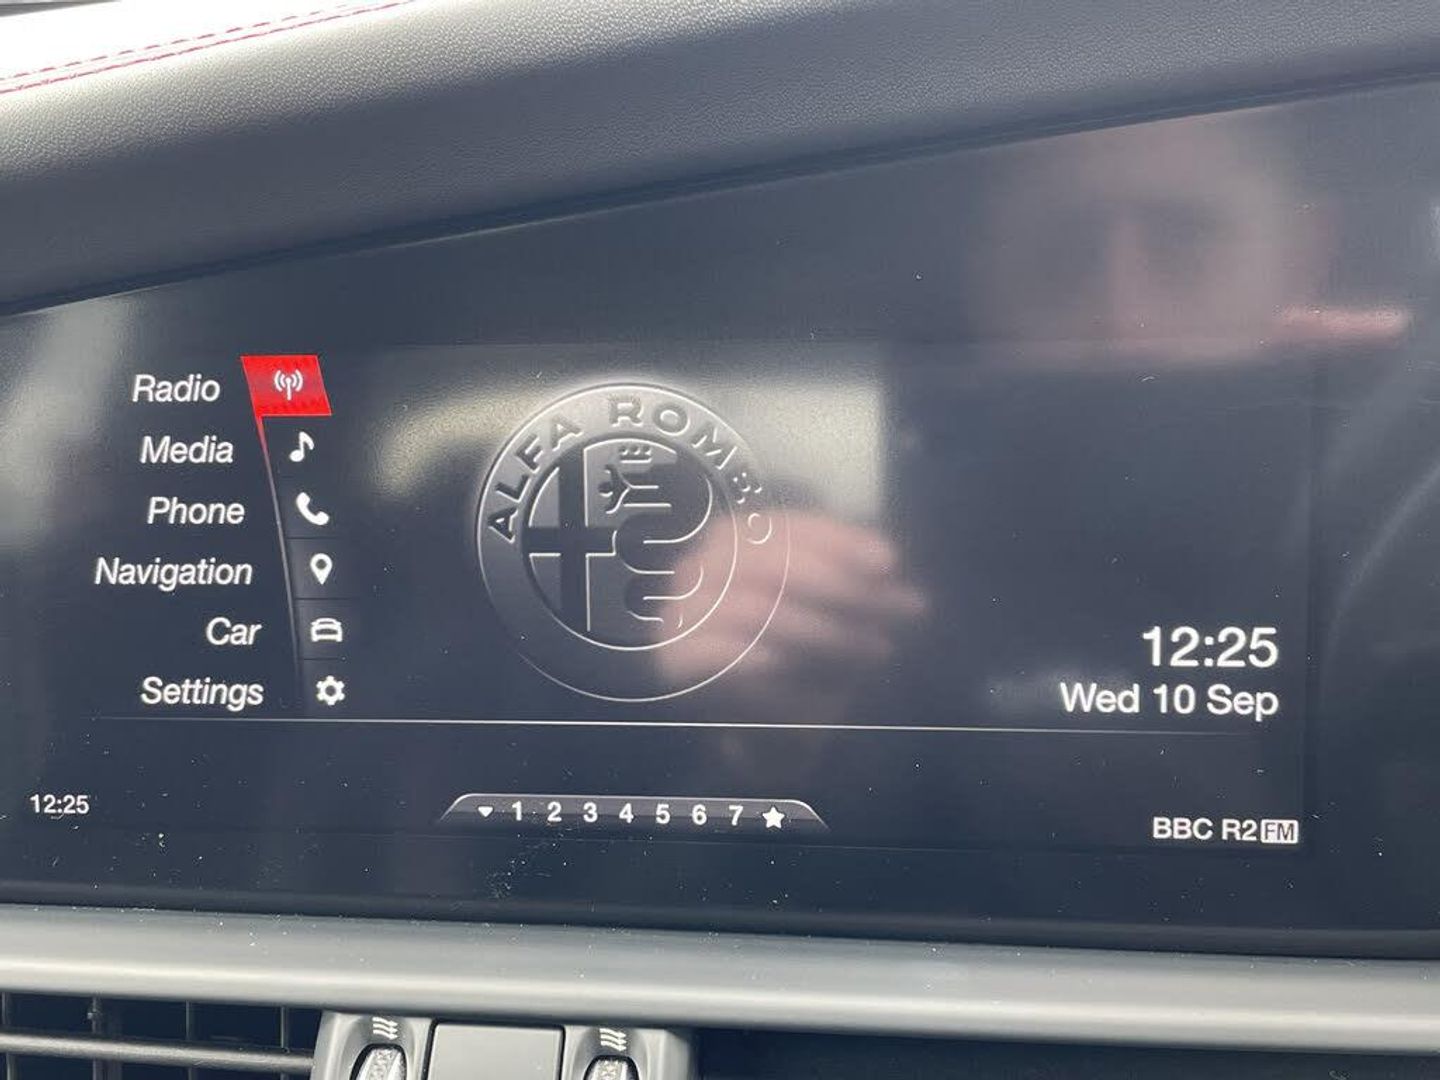 Radio
Media
Phone
Navigation
Car
Settings
ALFA ROMEO
12:25
Wed 10 Sep
12:25
1 2 3 4 5 6 7
BBC R2 FM